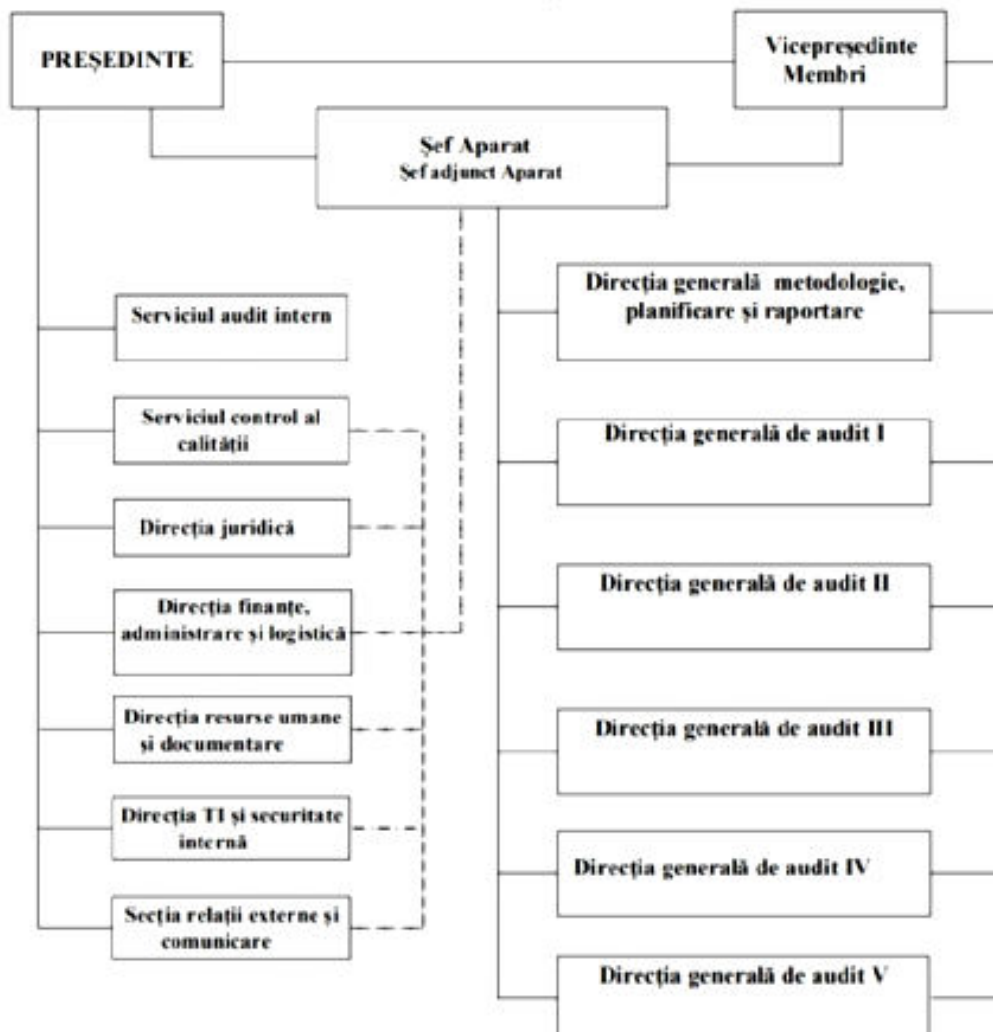 PREȘEDINTE
Vicepreședinte
Membri
Șef Aparat
Șef adjunct Aparat
Serviciul audit intern
Serviciul control al
calității
Direcția juridică
Direcția finanțe,
administrare și logistică
Direcția resurse umane
și documentare
Direcția TI și securitate
internă
Secția relații externe și
comunicare
Direcția generală metodologie,
planificare și raportare
Direcția generală de audit I
Direcția generală de audit II
Direcția generală de audit III
Direcția generală de audit IV
Direcția generală de audit V